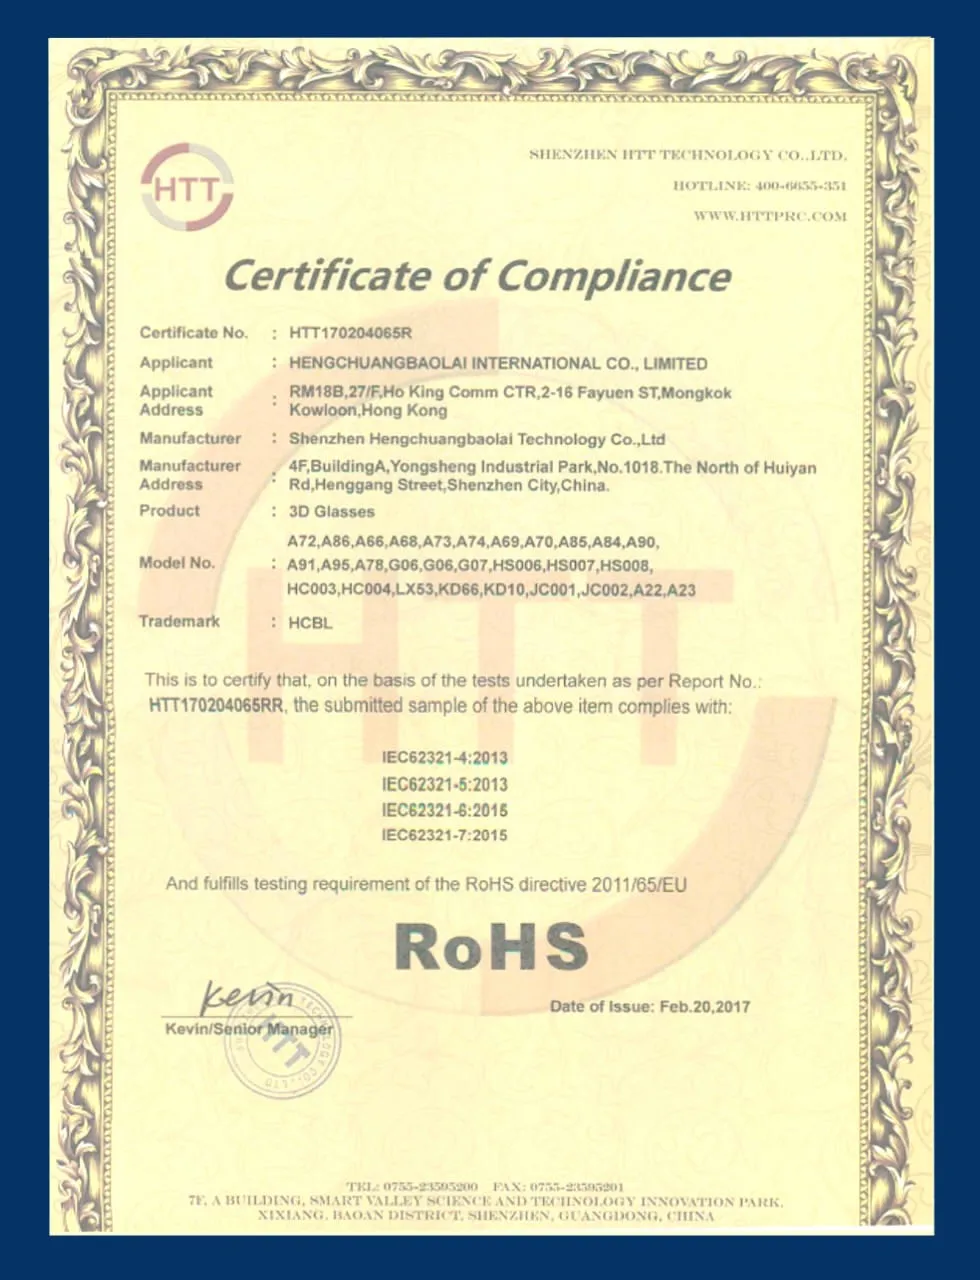 HTT
SHENZHEN HTT TECHNOLOGY CO.,LTD.
HOTLINE: 400-6655-351
WWW.HTTPRC.COM
Certificate of Compliance
Certificate No. : HTT170204065R
Applicant : HENGCHUANGBAOLAI INTERNATIONAL CO., LIMITED
Applicant Address : RM18B,27/F,Ho King Comm CTR,2-16 Fayuen ST,Mongkok
Kowloon,Hong Kong
Manufacturer : Shenzhen Hengchuangbaolai Technology Co.,Ltd
Manufacturer Address : 4F,BuildingA,Yongsheng Industrial Park,No.1018.The North of Huiyan
Rd,Henggang Street,Shenzhen City,China.
Product : 3D Glasses
Model No. : A72,A86,A66,A68,A73,A74,A69,A70,A85,A84,A90,
A91,A95,A78,G06,G06,G07,HS006,HS007,HS008,
HC003,HC004,LX53,KD66,KD10,JC001,JC002,A22,A23
Trademark : HCBL
This is to certify that, on the basis of the tests undertaken as per Report No.:
HTT170204065RR, the submitted sample of the above item complies with:
IEC62321-4:2013
IEC62321-5:2013
IEC62321-6:2015
IEC62321-7:2015
And fulfills testing requirement of the RoHS directive 2011/65/EU
RoHS
Kevin
Date of Issue: Feb.20,2017
Kevin/Senior Manager
HTT
TEL: 0755-23595200 FAX: 0755-23595201
7F, A BUILDING, SMART VALLEY SCIENCE AND TECHNOLOGY INNOVATION PARK,
XIXIANG, BAOAN DISTRICT, SHENZHEN, GUANGDONG, CHINA